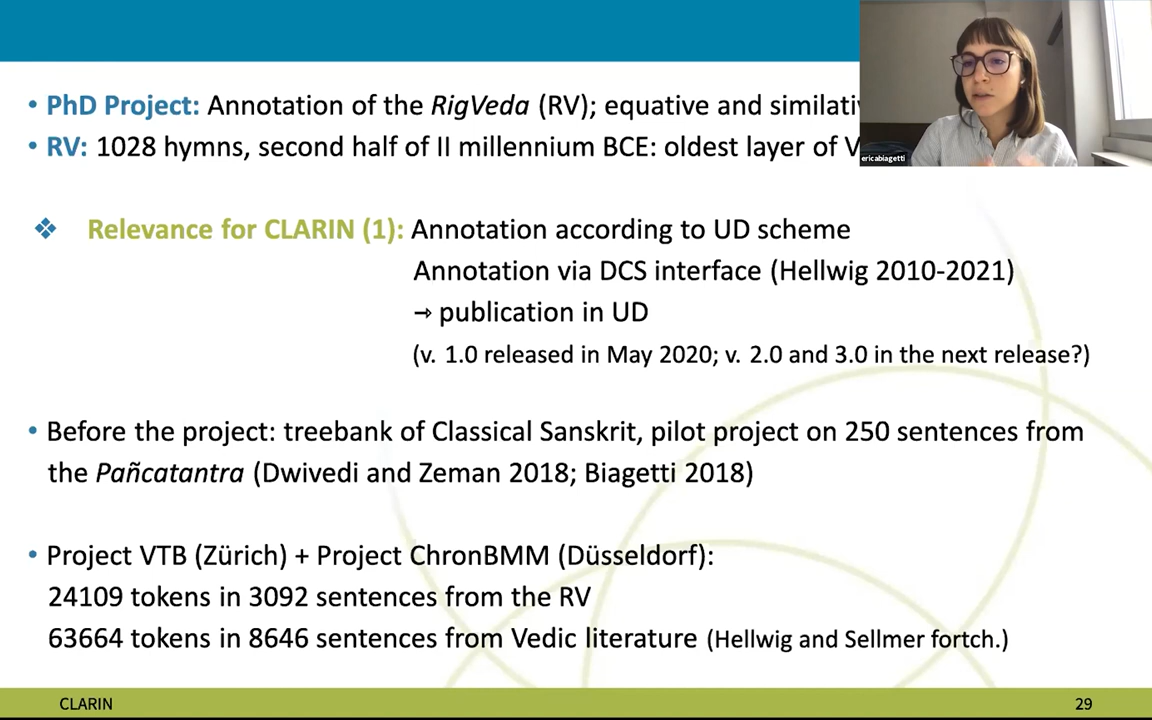 • PhD Project: Annotation of the RigVeda (RV); equative and
• RV: 1028 hymns, second half of II millennium BCE: oldest layer of
ericabiagetti
❖ Relevance for CLARIN (1): Annotation according to UD scheme
Annotation via DCS interface (Hellwig 2010-2021)
→ publication in UD
(v. 1.0 released in May 2020; v. 2.0 and 3.0 in the next release?)
• Before the project: treebank of Classical Sanskrit, pilot project on 250 sentences from
the Pañcatantra (Dwivedi and Zeman 2018; Biagetti 2018)
• Project VTB (Zürich) + Project ChronBMM (Düsseldorf):
24109 tokens in 3092 sentences from the RV
63664 tokens in 8646 sentences from Vedic literature (Hellwig and Sellmer fortch.)
CLARIN 29